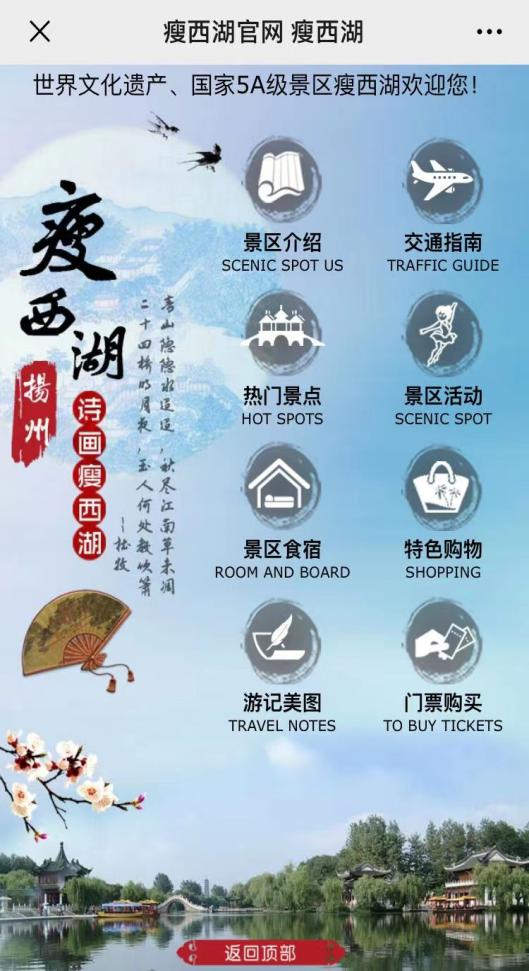 瘦西湖官网 瘦西湖
世界文化遗产、国家5A级景区瘦西湖欢迎您！
瘦西湖
揚州
诗画瘦西湖
青山隐隐水迢迢，秋尽江南草未凋
二十四桥明月夜，玉人何处教吹箫
--杜牧
景区介绍
SCENIC SPOT US
交通指南
TRAFFIC GUIDE
热门景点
HOT SPOTS
景区活动
SCENIC SPOT
景区食宿
ROOM AND BOARD
特色购物
SHOPPING
游记美图
TRAVEL NOTES
门票购买
TO BUY TICKETS
返回顶部